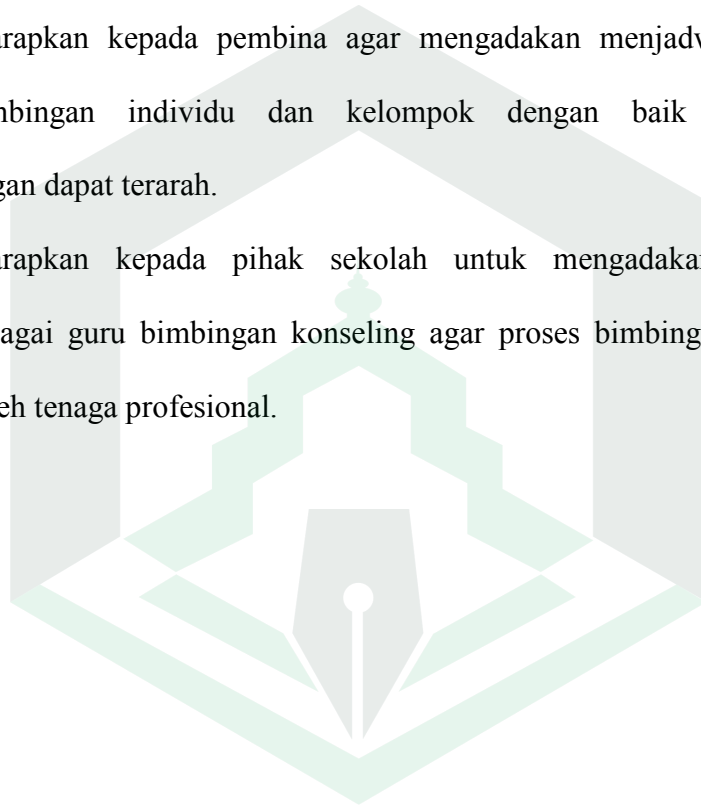 arapkan kepada pembina agar mengadakan menjadw
mbingan individu dan kelompok dengan baik
gan dapat terarah.
arapkan kepada pihak sekolah untuk mengadakan
agai guru bimbingan konseling agar proses bimbing
eh tenaga profesional.